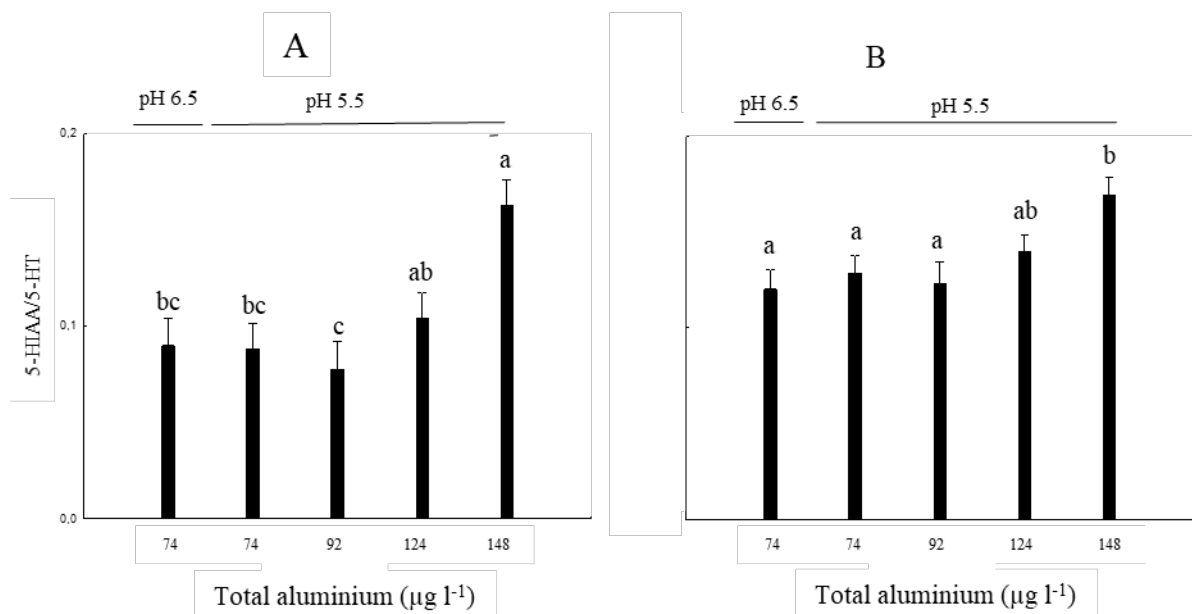 A
pH 6.5 pH 5.5
0,2
0,1
0,0
5-HIAA/5-HT
bc bc c ab a
74 74 92 124 148
Total aluminium (µg l⁻¹)
B
pH 6.5 pH 5.5
a a a ab b
74 74 92 124 148
Total aluminium (µg l⁻¹)